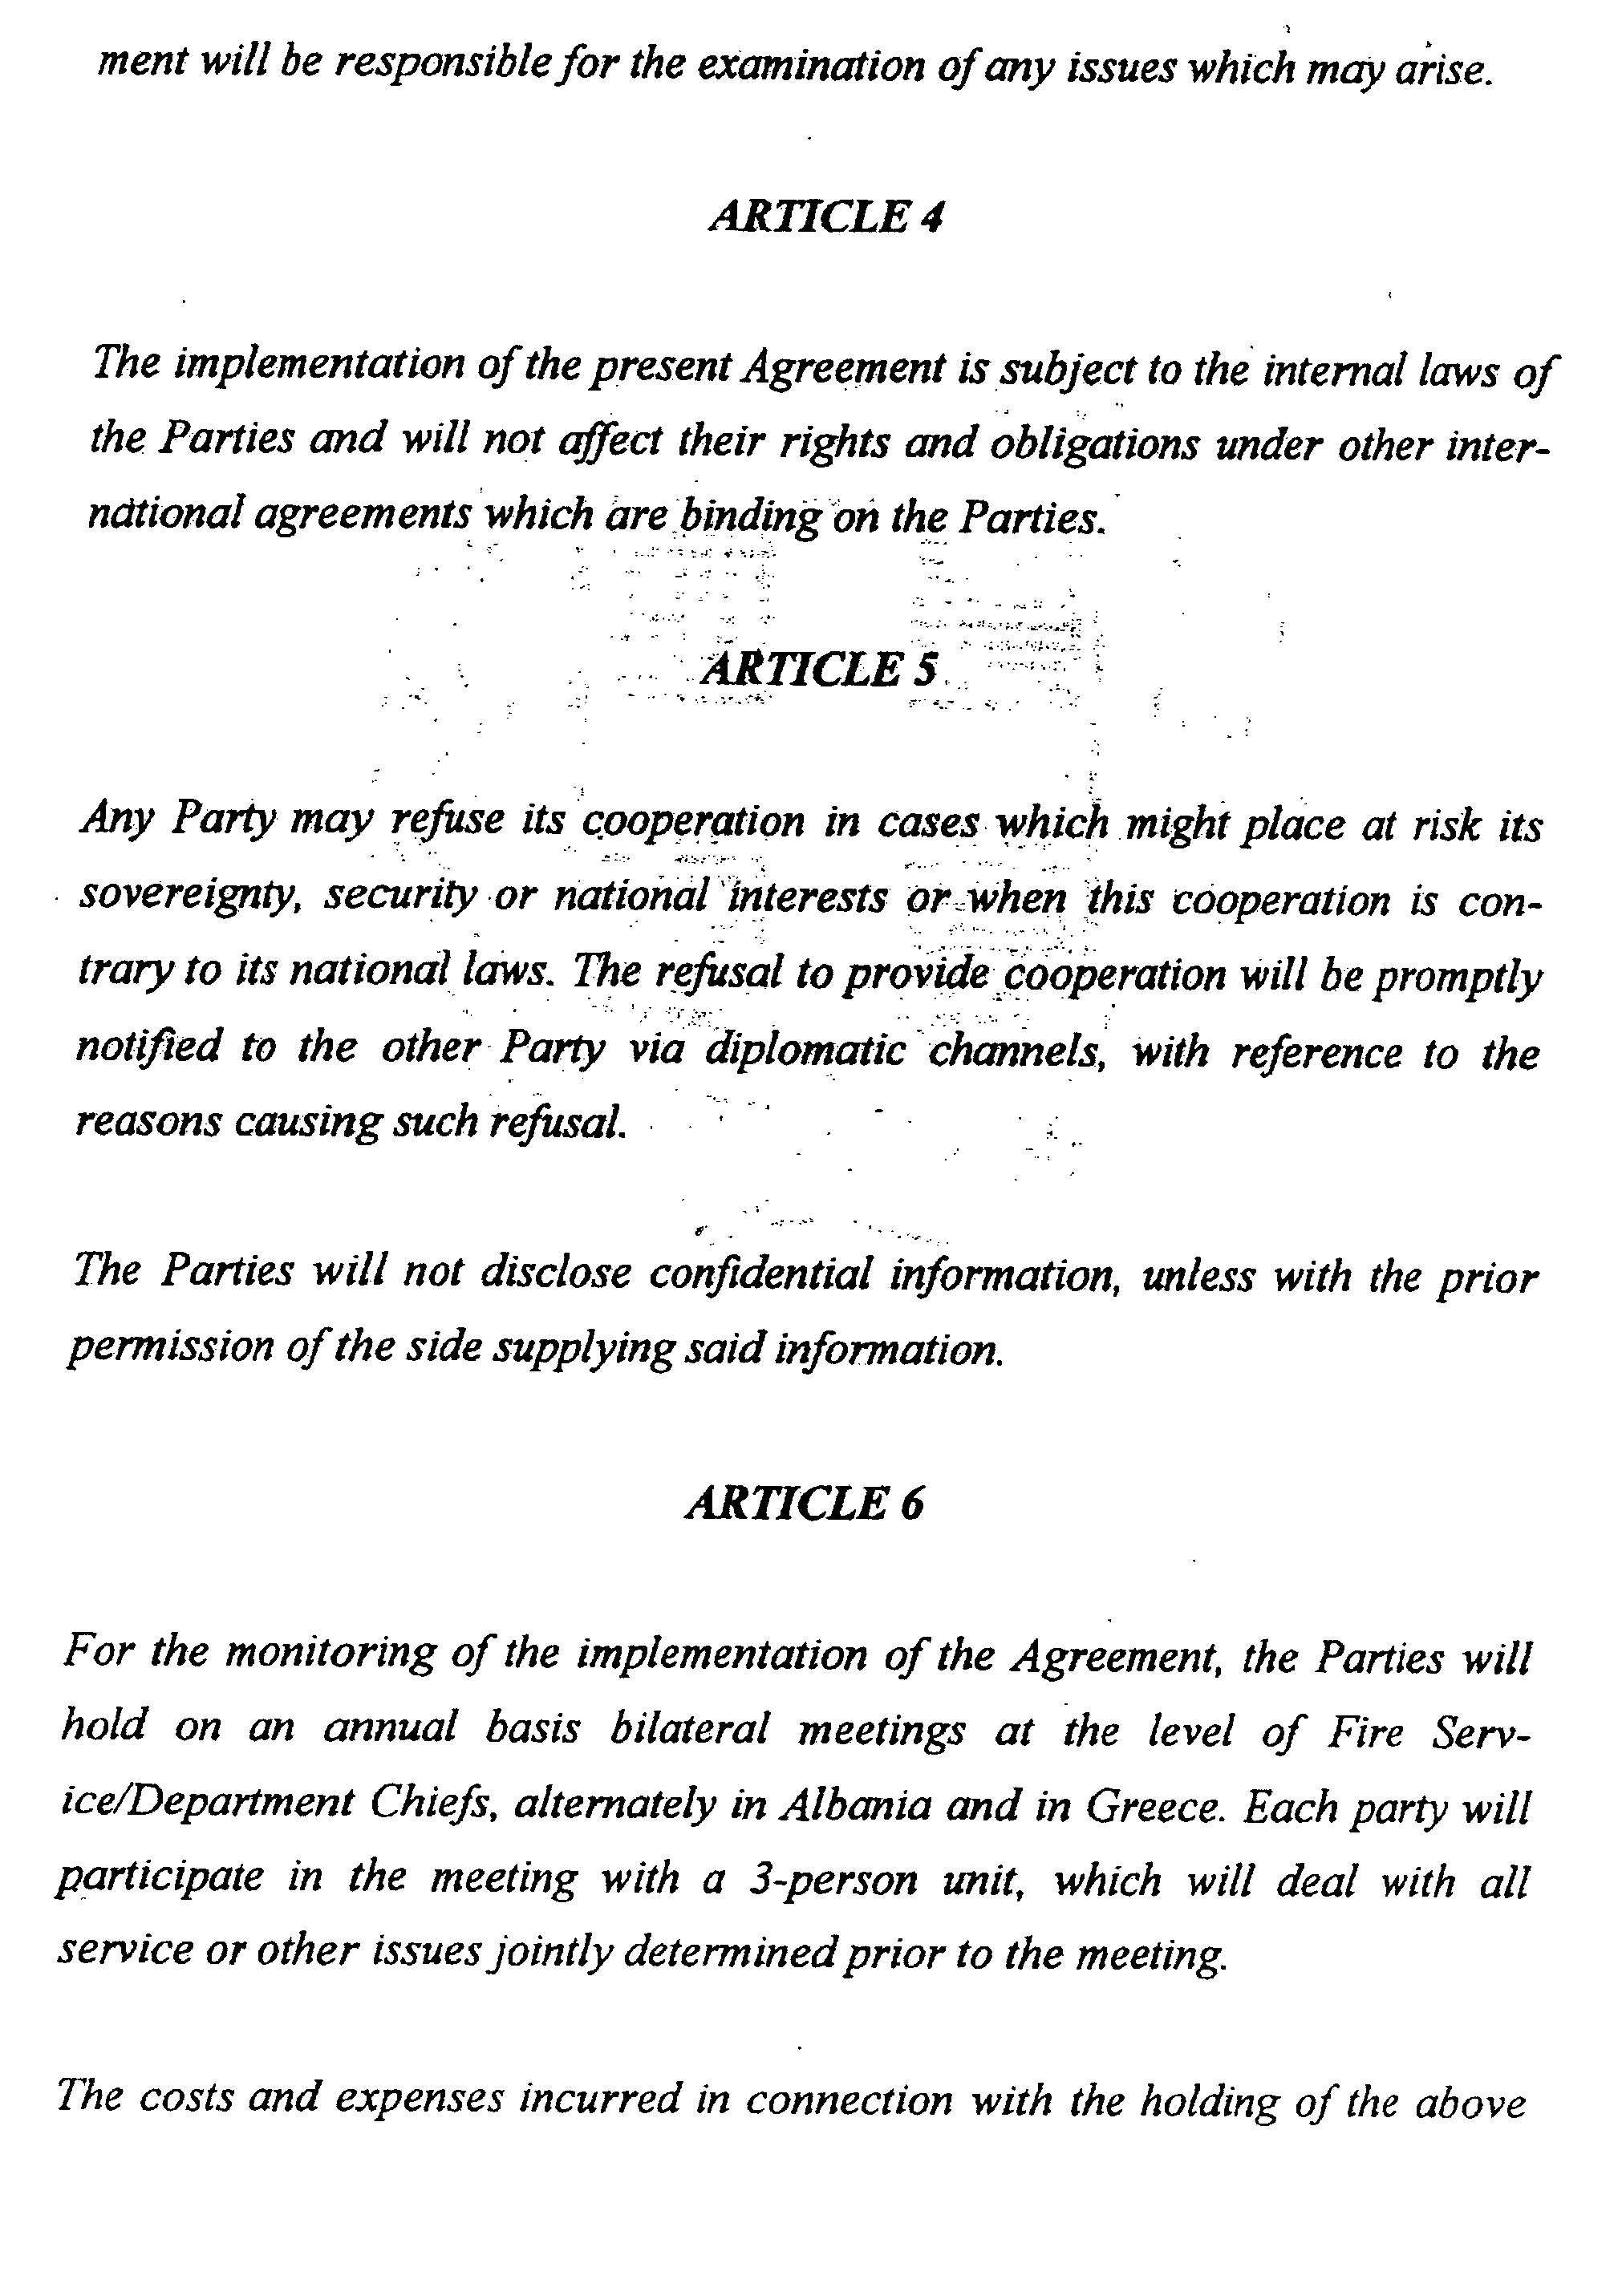 ment will be responsible for the examination of any issues which may arise.
ARTICLE 4
The implementation of the present Agreement is subject to the internal laws of
the Parties and will not affect their rights and obligations under other inter-
national agreements which are binding on the Parties.
ARTICLE 5
Any Party may refuse its cooperation in cases which might place at risk its
sovereignty, security or national interests or when this cooperation is con-
trary to its national laws. The refusal to provide cooperation will be promptly
notified to the other Party via diplomatic channels, with reference to the
reasons causing such refusal.
The Parties will not disclose confidential information, unless with the prior
permission of the side supplying said information.
ARTICLE 6
For the monitoring of the implementation of the Agreement, the Parties will
hold on an annual basis bilateral meetings at the level of Fire Serv-
ice/Department Chiefs, alternately in Albania and in Greece. Each party will
participate in the meeting with a 3-person unit, which will deal with all
service or other issues jointly determined prior to the meeting.
The costs and expenses incurred in connection with the holding of the above